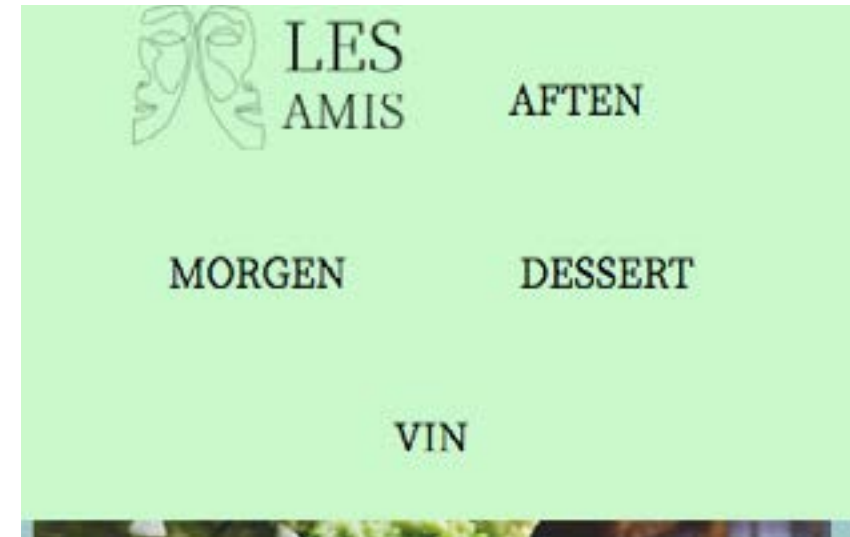 LES
AMIS
AFTEN
MORGEN
DESSERT
VIN